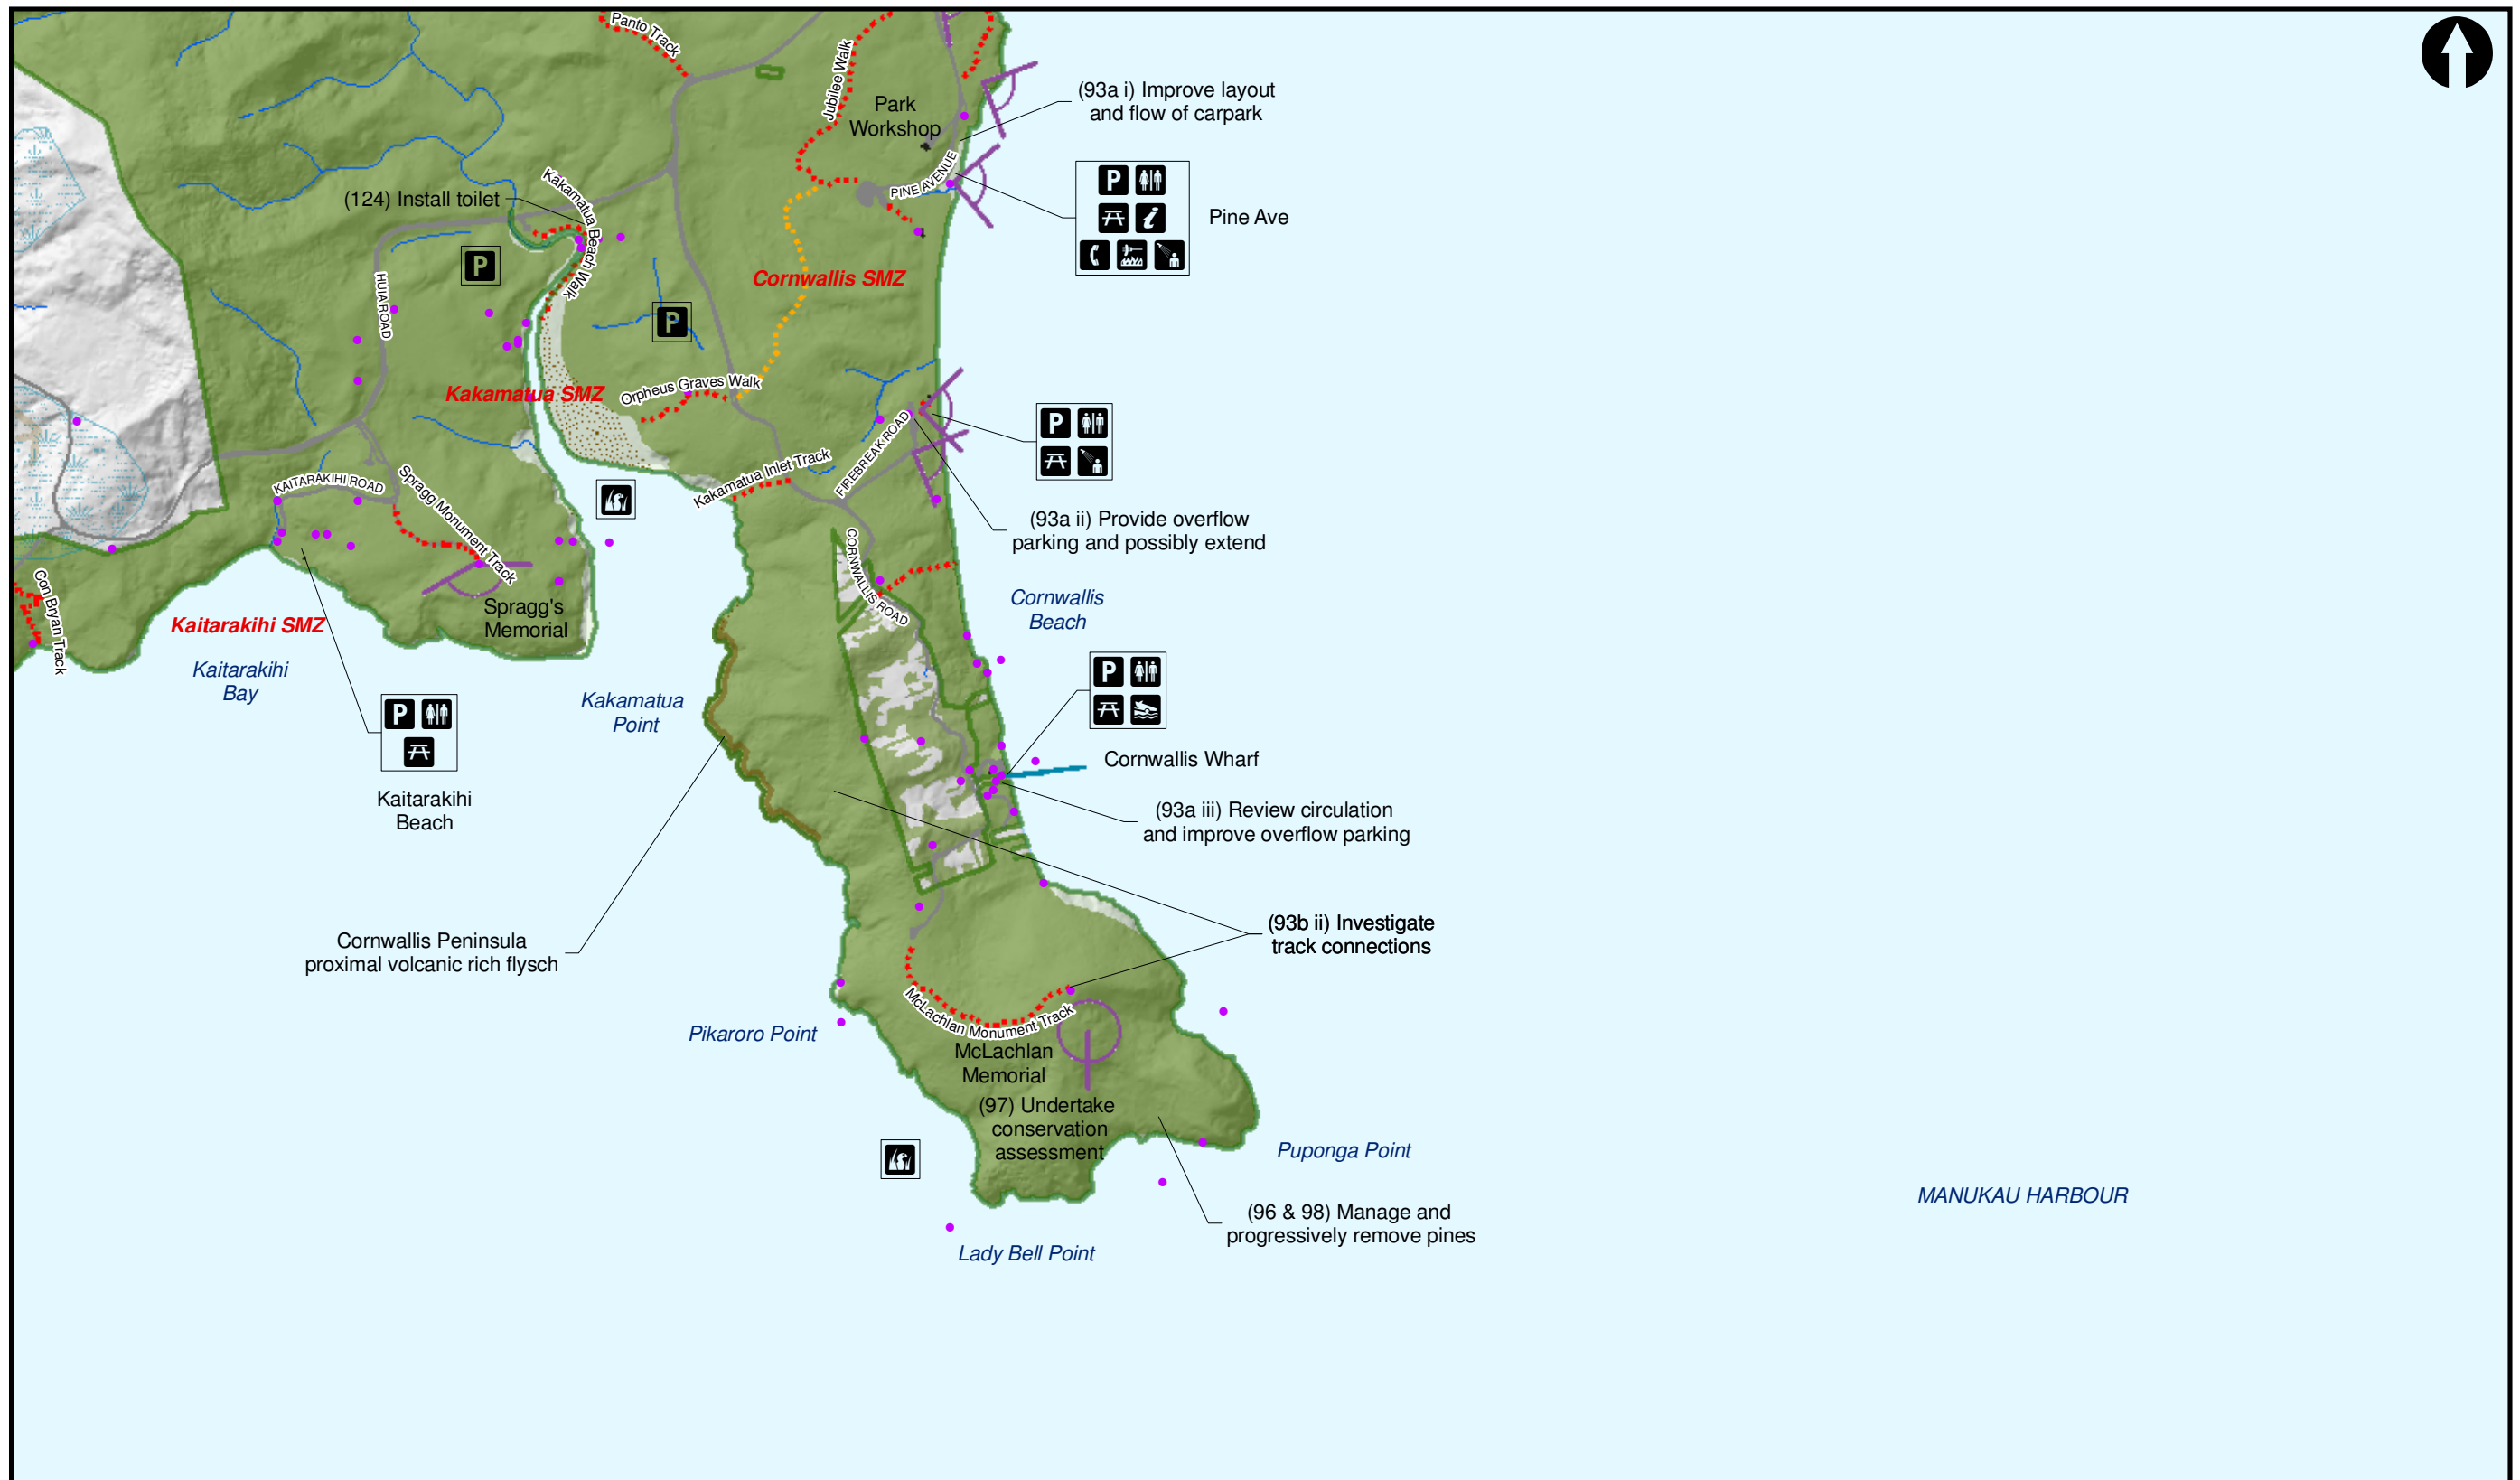 Panto Track
Jubilee Walk
Park
Workshop
(93a i) Improve layout
and flow of carpark
PINE AVENUE
P
P
i
Pine Ave
(124) Install toilet
Kakamatua Beach Walk
P
HUIA ROAD
Cornwallis SMZ
P
Kakamatua SMZ
Orpheus Graves Walk
FIREBREAK ROAD
P
Kakamatua Inlet Track
KAITARAKIHI ROAD
Spragg Monument Track
(93a ii) Provide overflow
parking and possibly extend
CORNWALLIS ROAD
Con Bryan Track
Kaitarakihi SMZ
Spragg's
Memorial
Cornwallis
Beach
Kaitarakihi
Bay
Kakamatua
Point
P
P
Cornwallis Wharf
Kaitarakihi
Beach
(93a iii) Review circulation
and improve overflow parking
Cornwallis Peninsula
proximal volcanic rich flysch
(93b ii) Investigate
track connections
McLachlan Monument Track
Pikaroro Point
McLachlan
Memorial
(97) Undertake
conservation
assessment
Puponga Point
MANUKAU HARBOUR
(96 & 98) Manage and
progressively remove pines
Lady Bell Point